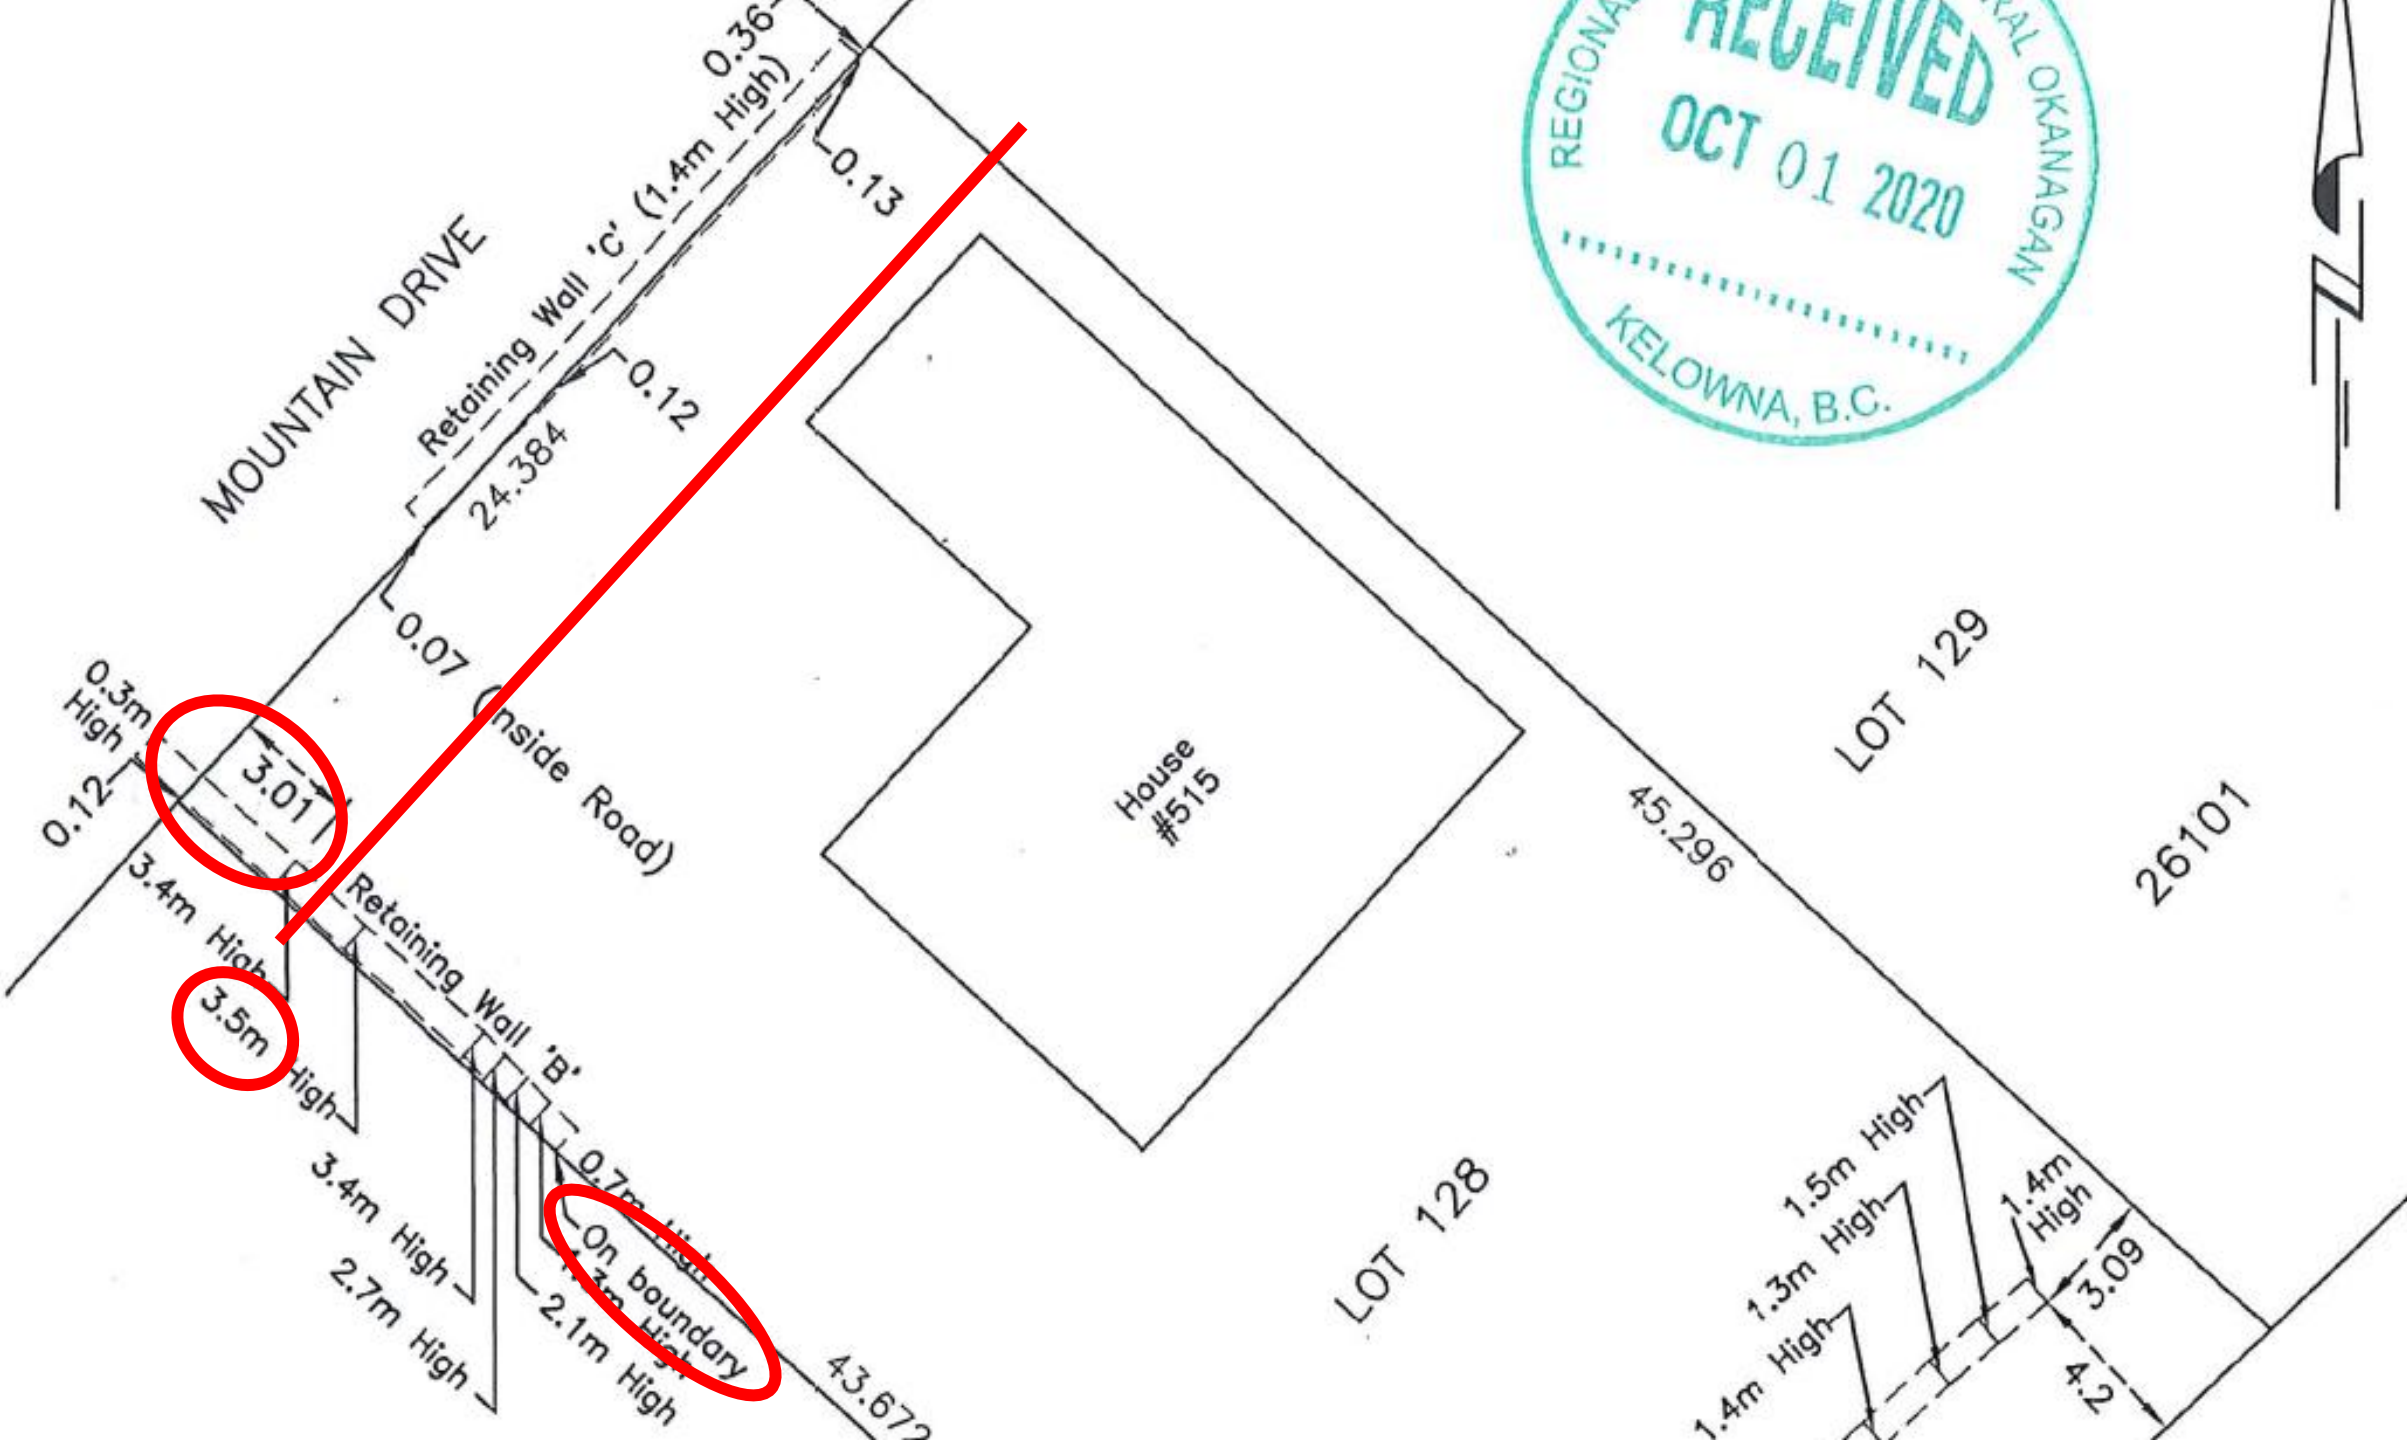 0.36
Retaining Wall 'C' (1.4m High)
0.13
MOUNTAIN DRIVE
0.12
24.384
0.07 (Inside Road)
0.3m
High
3.01
0.12
3.4m High
3.5m High
Retaining Wall 'B'
3.4m High
2.7m High
0.7m High
On boundary
1.3m High
2.1m High
43.672
House
#515
45.296
LOT 129
26101
LOT 128
1.5m High
1.3m High
1.4m High
1.4m
High
3.09
4.2
REGIONAL
RECEIVED
OCT 01 2020
OKANAGAN
KELOWNA, B.C.